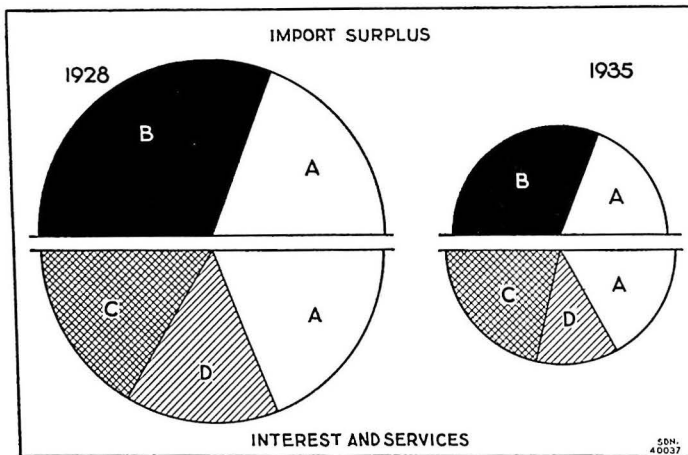 IMPORT SURPLUS
1928
1935
B
A
B
A
C
D
A
C
D
A
INTEREST AND SERVICES
SDN.
40037